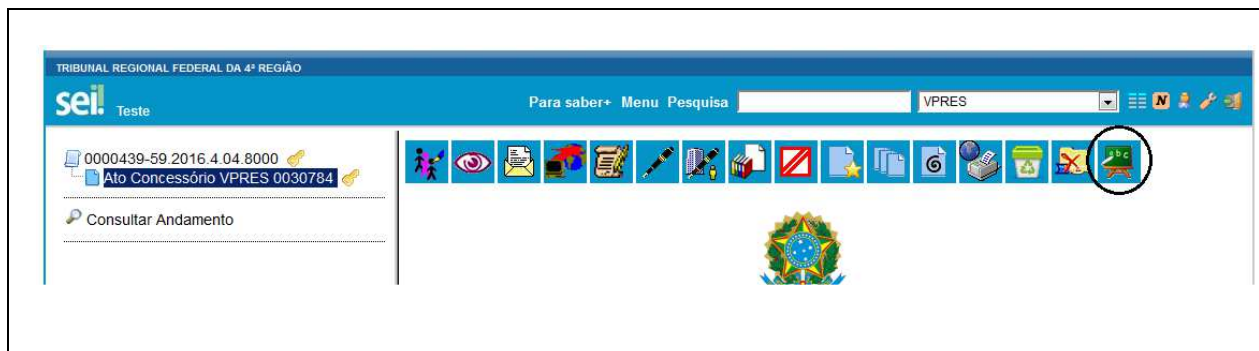 TRIBUNAL REGIONAL FEDERAL DA 4ª REGIÃO
sei! Teste
Para saber+ Menu Pesquisa VPRES
N
0000439-59.2016.4.04.8000
Ato Concessório VPRES 0030784
Consultar Andamento